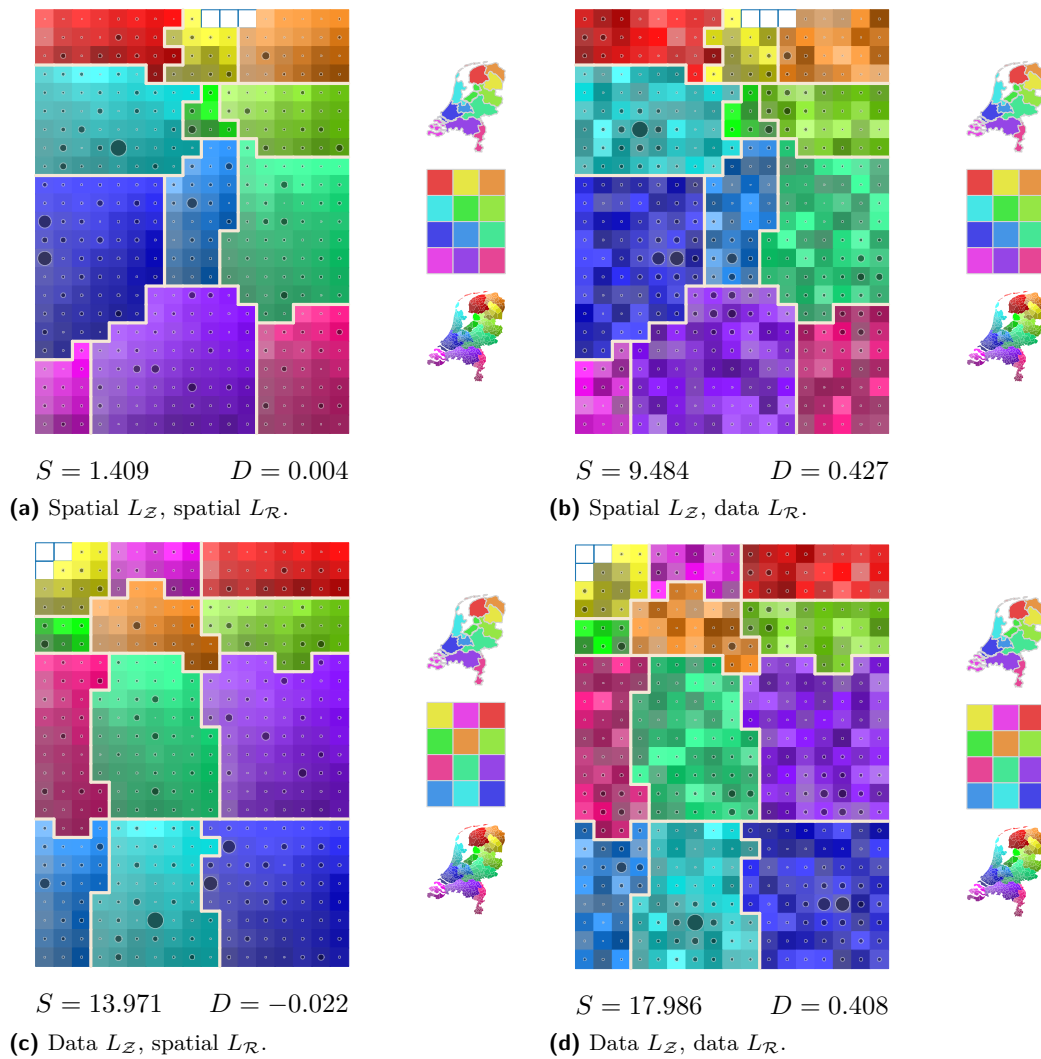 S = 1.409 D = 0.004
(a) Spatial L_Z, spatial L_R.
S = 9.484 D = 0.427
(b) Spatial L_Z, data L_R.
S = 13.971 D = −0.022
(c) Data L_Z, spatial L_R.
S = 17.986 D = 0.408
(d) Data L_Z, data L_R.